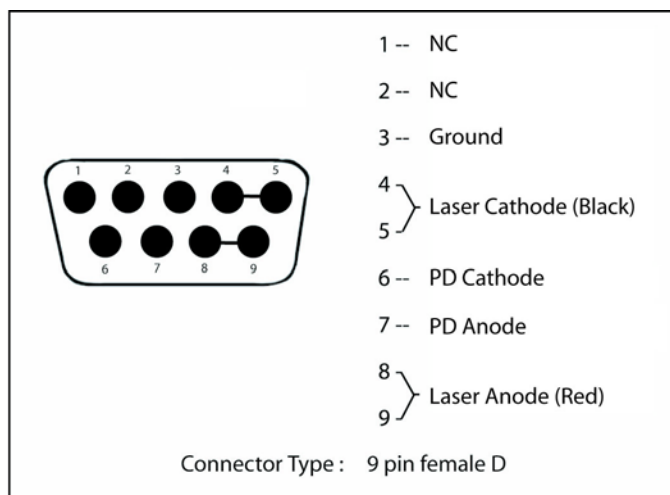 1 -- NC
2 -- NC
3 -- Ground
4
5
Laser Cathode (Black)
6 -- PD Cathode
7 -- PD Anode
8
9
Laser Anode (Red)
1 2 3 4 5
6 7 8 9
Connector Type : 9 pin female D